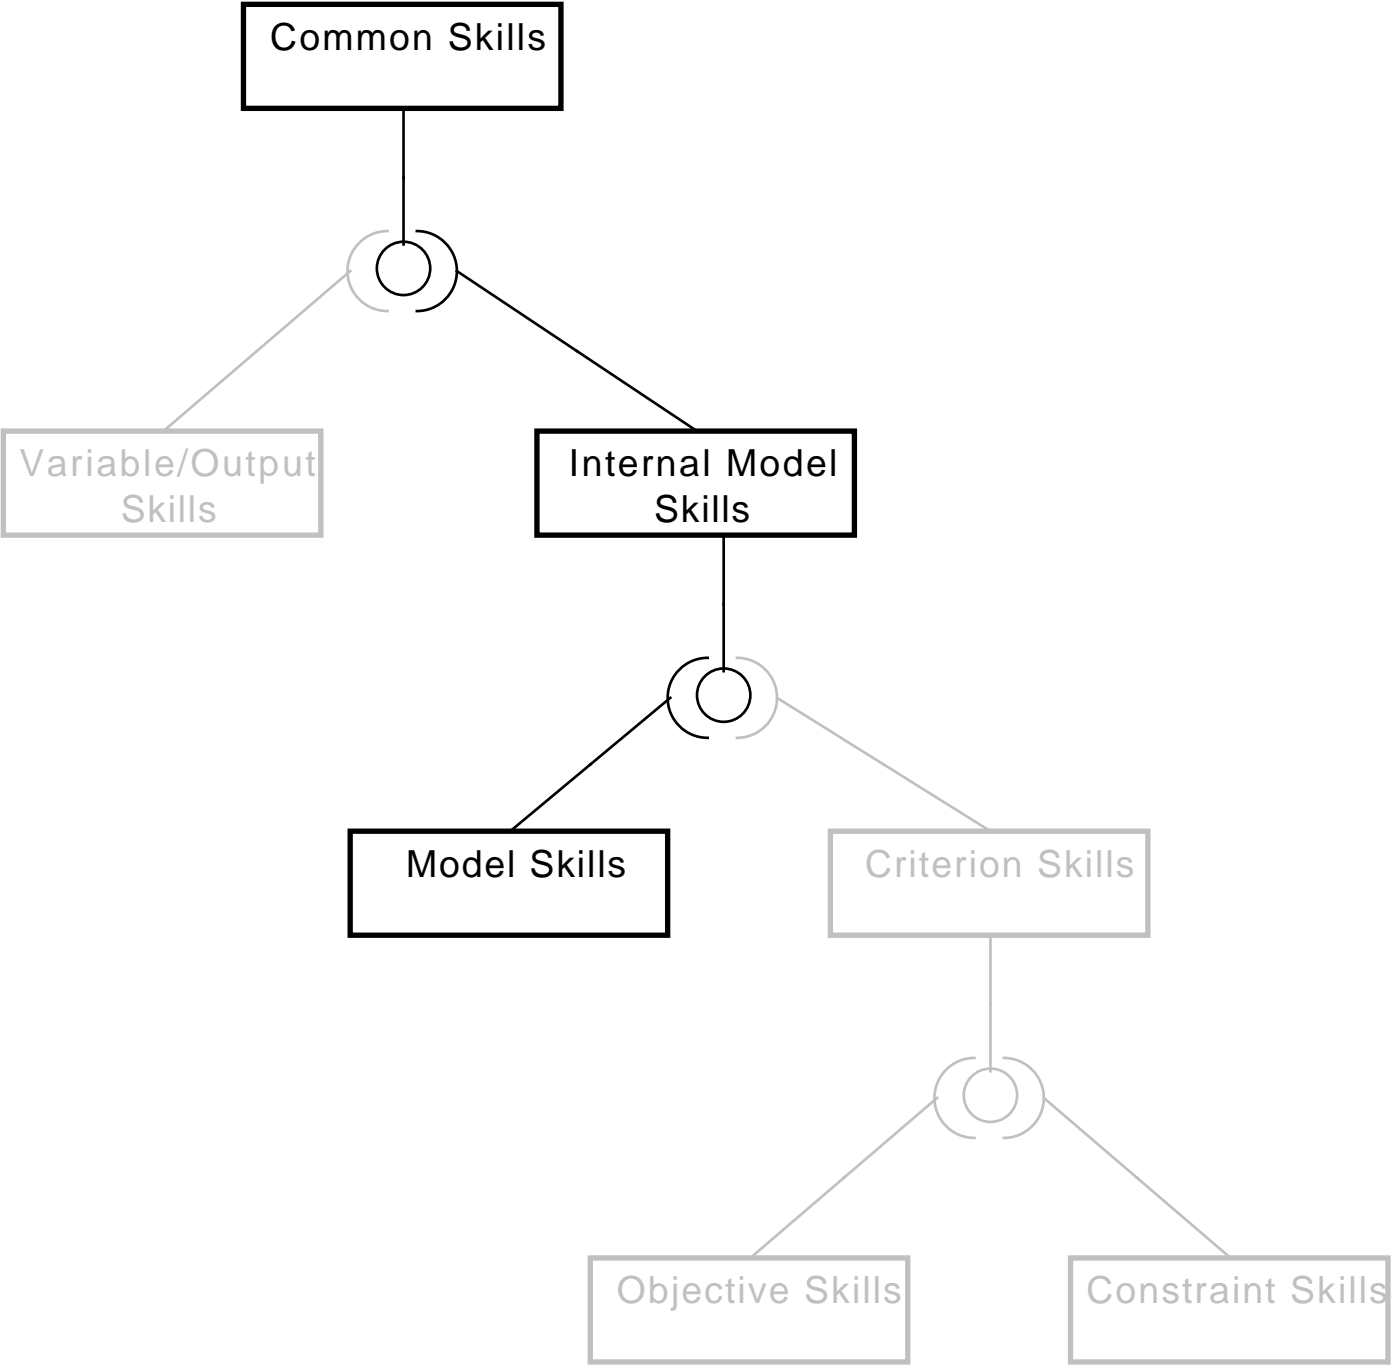 Common Skills
Variable/Output
Skills
Internal Model
Skills
Model Skills
Criterion Skills
Objective Skills
Constraint Skills